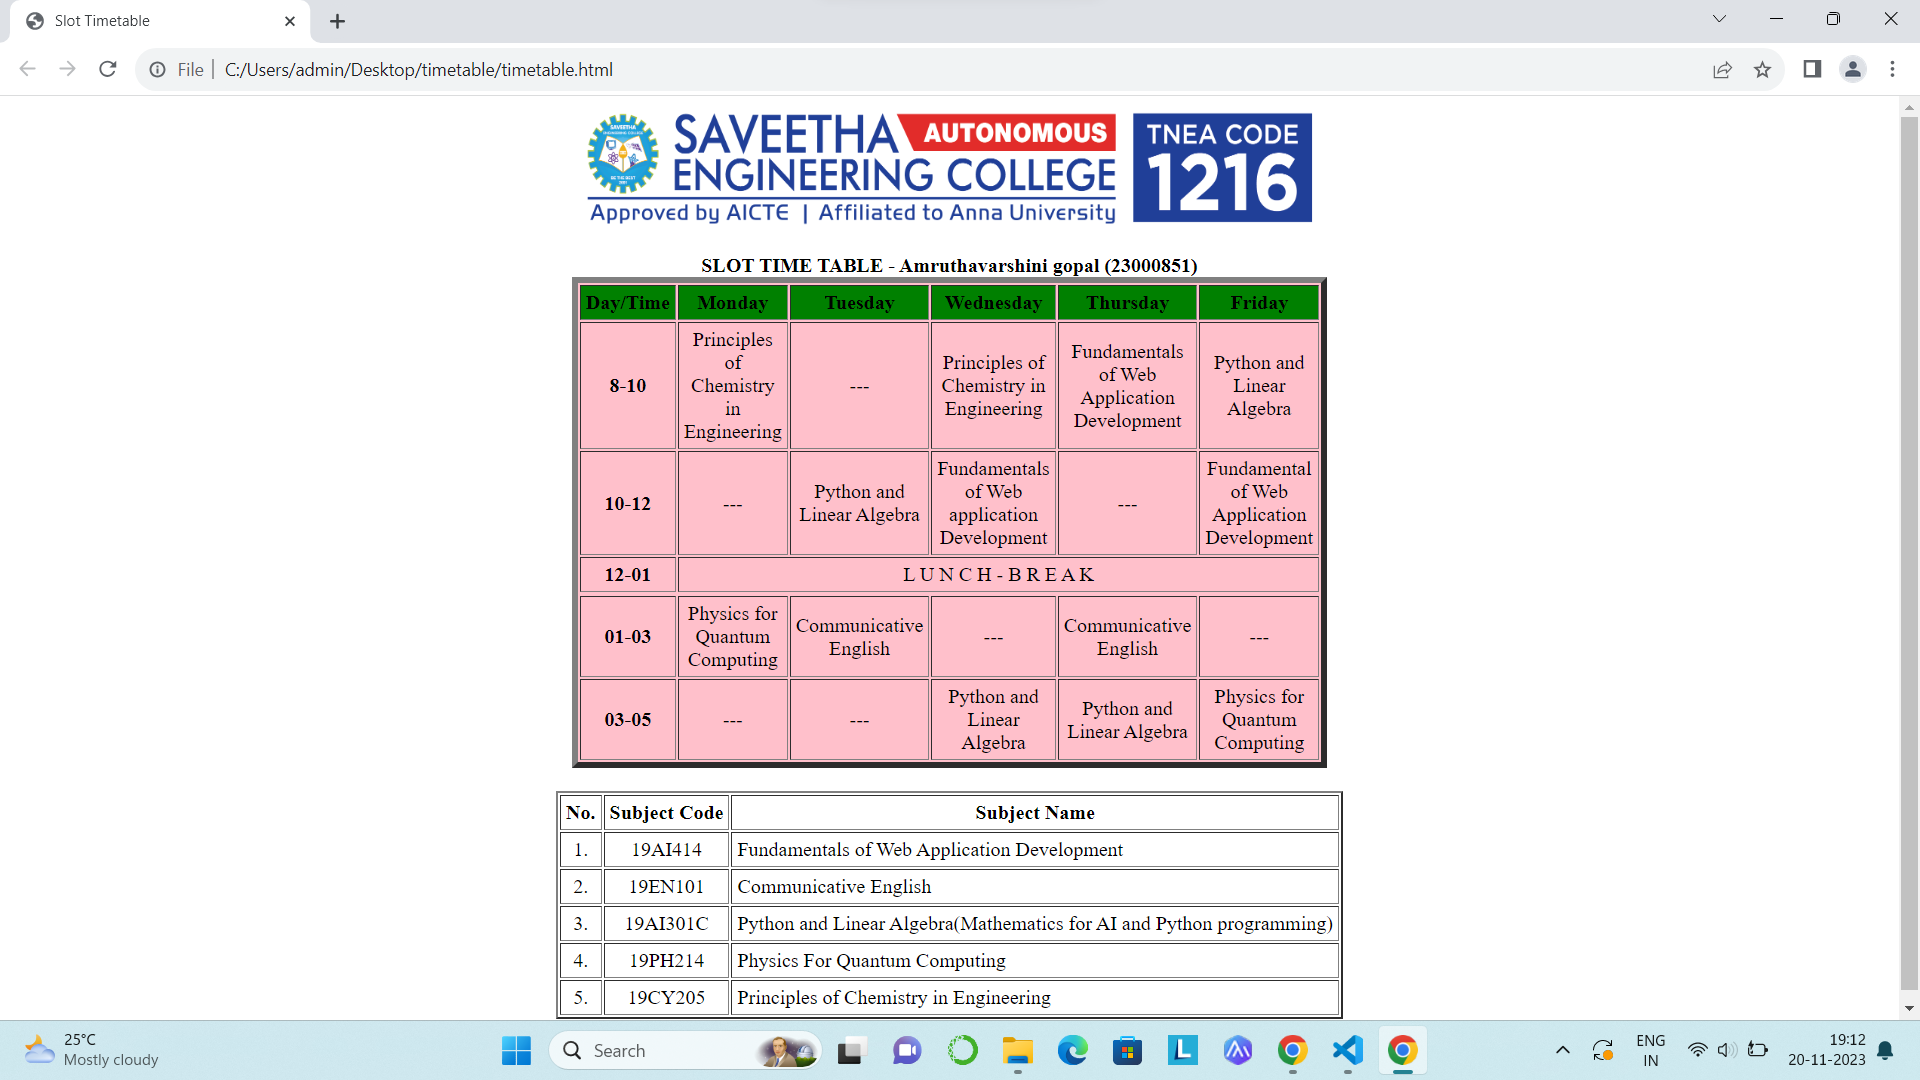 Slot Timetable
File
C:/Users/admin/Desktop/timetable/timetable.html
SAVEETHA AUTONOMOUS
ENGINEERING COLLEGE
Approved by AICTE | Affiliated to Anna University
TNEA CODE
1216
SLOT TIME TABLE - Amruthavarshini gopal (23000851)
Day/Time Monday Tuesday Wednesday Thursday Friday
8-10
Principles
of
Chemistry
in
Engineering
---
Principles of
Chemistry in
Engineering
Fundamentals
of Web
Application
Development
Python and
Linear
Algebra
10-12
---
Python and
Linear Algebra
Fundamentals
of Web
application
Development
---
Fundamental
of Web
Application
Development
12-01
L U N C H - B R E A K
01-03
Physics for
Quantum
Computing
Communicative
English
---
Communicative
English
---
03-05
---
---
Python and
Linear
Algebra
Python and
Linear Algebra
Physics for
Quantum
Computing
No. Subject Code Subject Name
1. 19AI414 Fundamentals of Web Application Development
2. 19EN101 Communicative English
3. 19AI301C Python and Linear Algebra(Mathematics for AI and Python programming)
4. 19PH214 Physics For Quantum Computing
5. 19CY205 Principles of Chemistry in Engineering
25°C
Mostly cloudy
Search
L
ENG
IN
19:12
20-11-2023